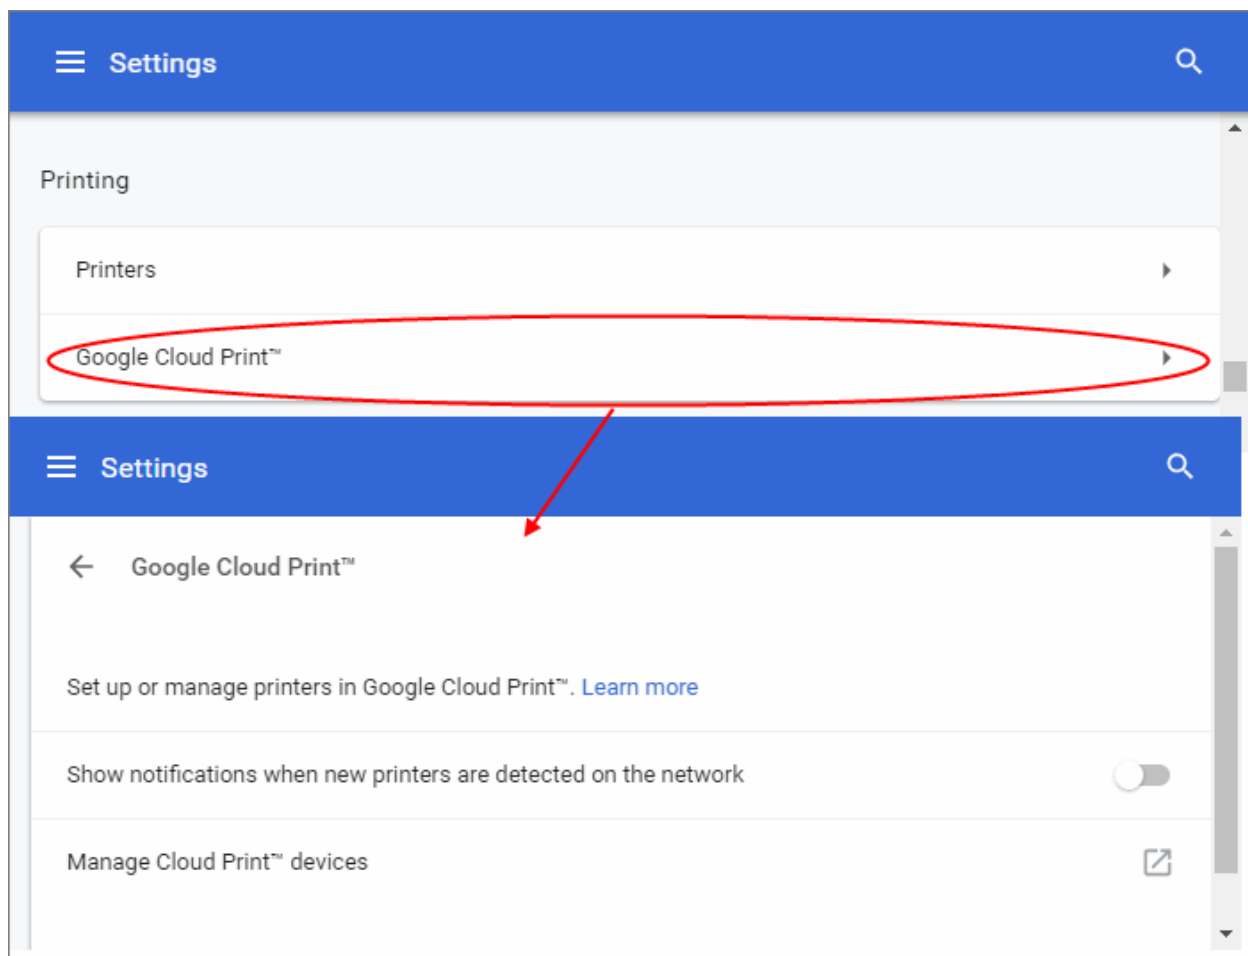 Settings
Printing
Printers
Google Cloud Print™
Settings
Google Cloud Print™
Set up or manage printers in Google Cloud Print™. Learn more
Show notifications when new printers are detected on the network
Manage Cloud Print™ devices